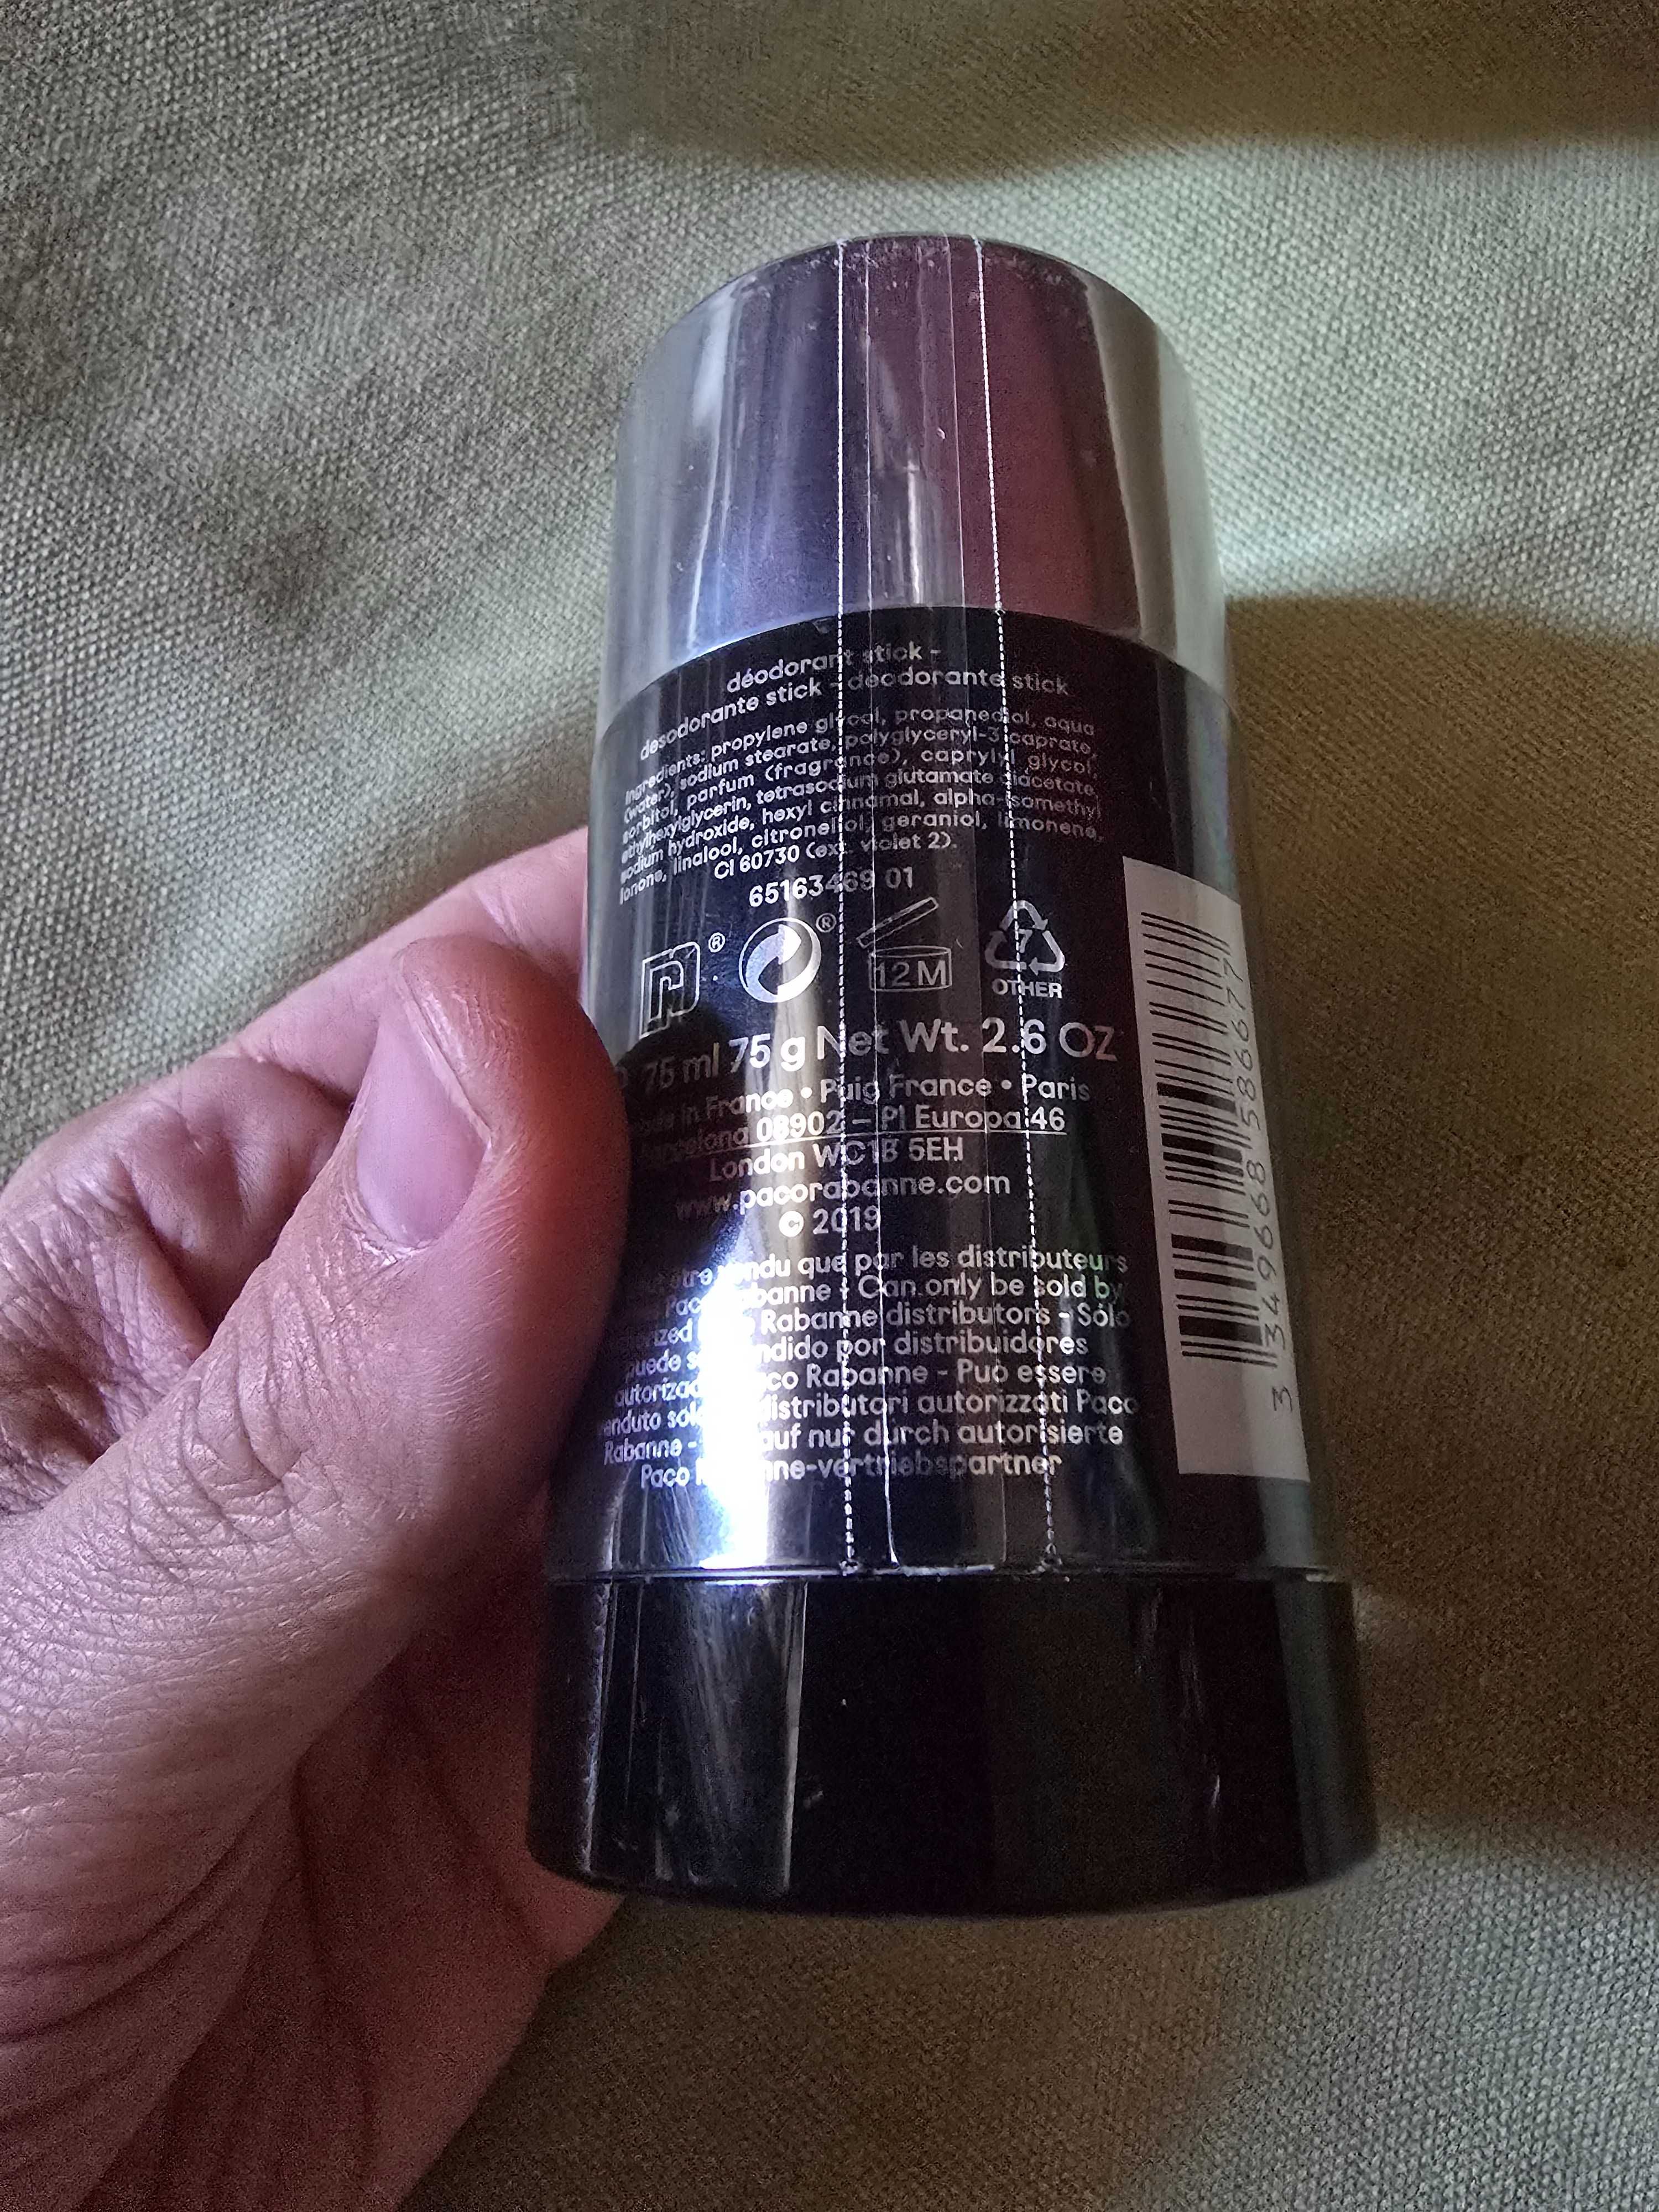 déodorant stick -
desodorante stick - deodorante stick
Ingredients: propylene glycol, propanediol, aqua
(water), sodium stearate, polyglyceryl-3 caprate,
sorbitol, parfum (fragrance), caprylyl glycol,
ethylhexylglycerin, tetrasodium glutamate diacetate,
sodium hydroxide, hexyl cinnamal, alpha-isomethyl
ionone, linalool, citronellol, geraniol, limonene,
CI 60730 (ext. violet 2).
65163469 01
® ®
12 M
7
OTHER
75 ml 75 g Net Wt. 2.6 OZ
made in France • Puig France • Paris
Barcelona 08902 – Pl Europa 46
London WC1B 5EH
www.pacorabanne.com
© 2019
être vendu que par les distributeurs
Paco Rabanne - Can only be sold by
Rabanne distributors - Sólo
puede vendido por distribuidores
Paco Rabanne - Può essere
venduto distributori autorizzati Paco
Rabanne - auf nur durch autorisierte
Paco Rabanne-vertriebspartner
3 349668 586677